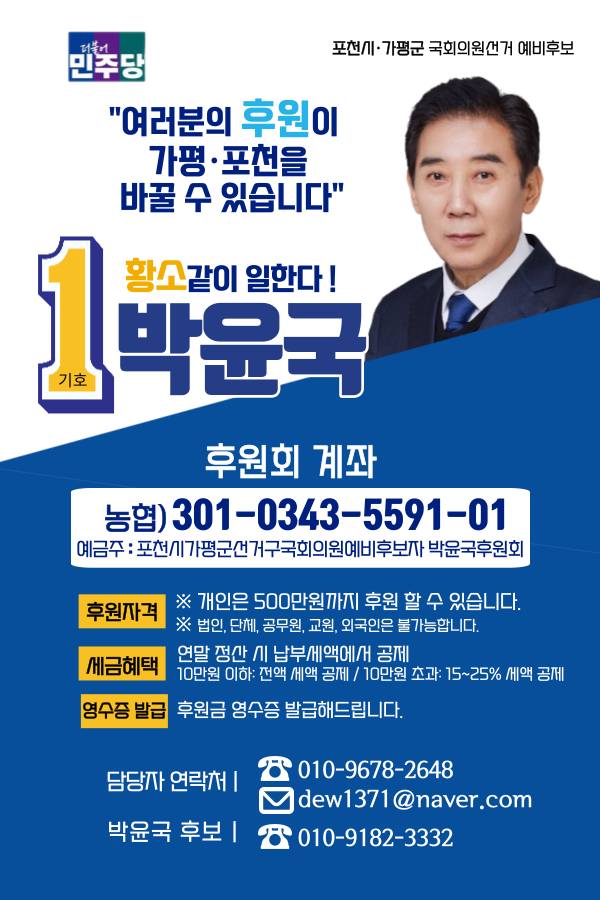 더불어
민주당
포천시·가평군 국회의원선거 예비후보
"여러분의 후원이
가평·포천을
바꿀 수 있습니다"
황소같이 일한다 !
1
기호
박윤국
후원회 계좌
농협) 301-0343-5591-01
예금주 : 포천시가평군선거구국회의원예비후보자 박윤국후원회
후원자격
※ 개인은 500만원까지 후원 할 수 있습니다.
※ 법인, 단체, 공무원, 교원, 외국인은 불가능합니다.
세금혜택
연말 정산 시 납부세액에서 공제
10만원 이하: 전액 세액 공제 / 10만원 초과: 15~25% 세액 공제
영수증 발급
후원금 영수증 발급해드립니다.
담당자 연락처 |
010-9678-2648
dew1371@naver.com
박윤국 후보 |
010-9182-3332